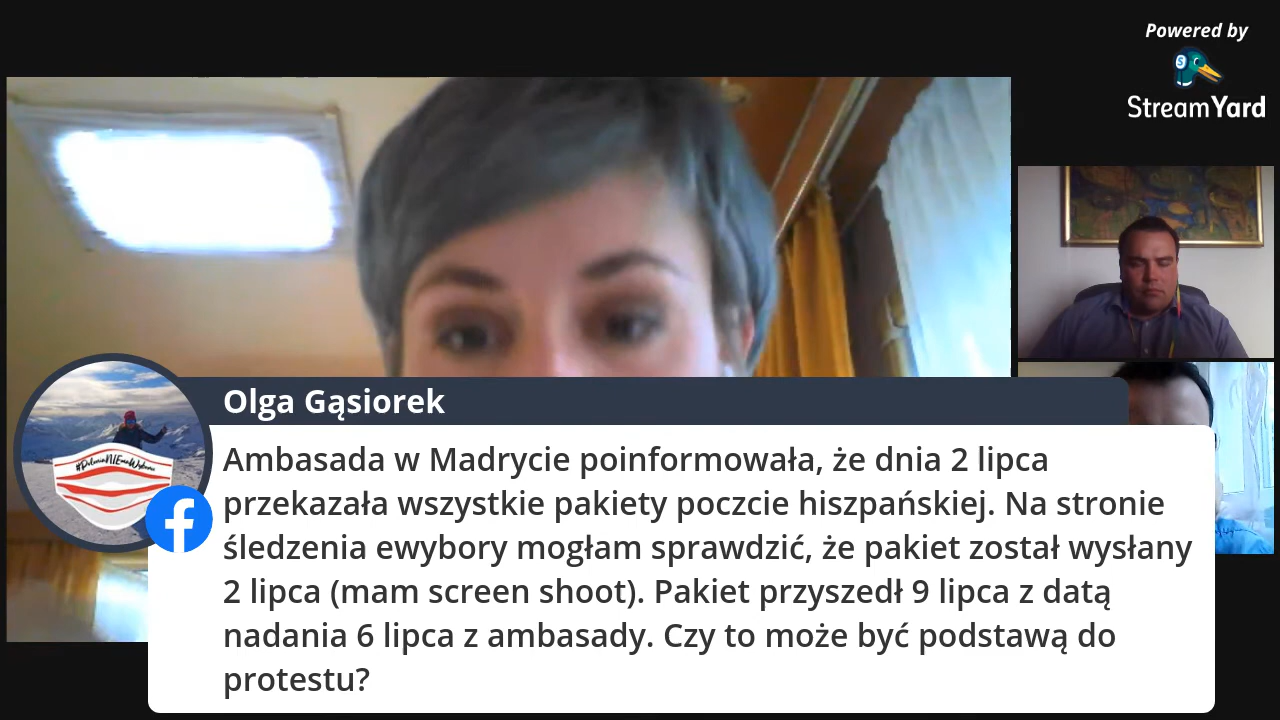 Powered by
StreamYard
Olga Gąsiorek
Ambasada w Madrycie poinformowała, że dnia 2 lipca
przekazała wszystkie pakiety poczcie hiszpańskiej. Na stronie
śledzenia ewybory mogłam sprawdzić, że pakiet został wysłany
2 lipca (mam screen shoot). Pakiet przyszedł 9 lipca z datą
nadania 6 lipca z ambasady. Czy to może być podstawą do
protestu?